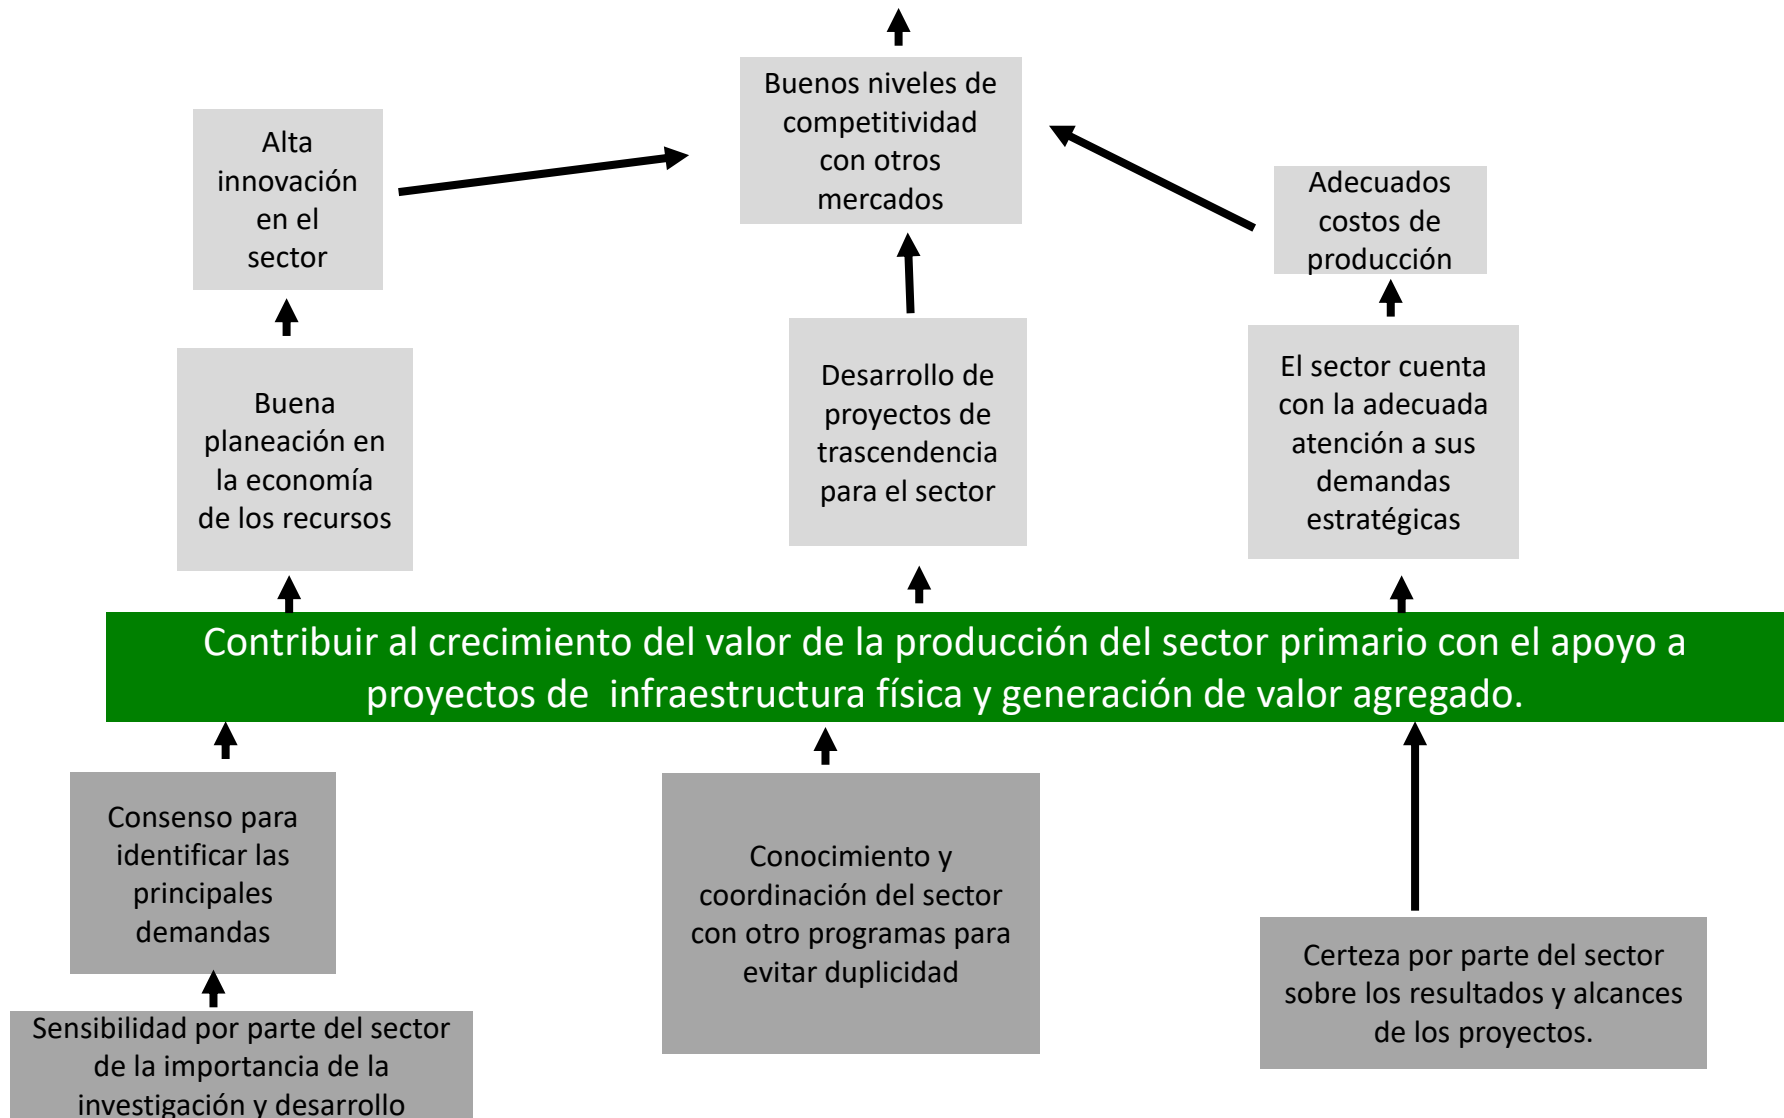 Buenos niveles de
competitividad
con otros
mercados
Alta
innovación
en el
sector
Adecuados
costos de
producción
Buena
planeación en
la economía
de los recursos
Desarrollo de
proyectos de
trascendencia
para el sector
El sector cuenta
con la adecuada
atención a sus
demandas
estratégicas
Contribuir al crecimiento del valor de la producción del sector primario con el apoyo a
proyectos de  infraestructura física y generación de valor agregado.
Consenso para
identificar las
principales
demandas
Conocimiento y
coordinación del sector
con otro programas para
evitar duplicidad
Certeza por parte del sector
sobre los resultados y alcances
de los proyectos.
Sensibilidad por parte del sector
de la importancia de la
investigación y desarrollo